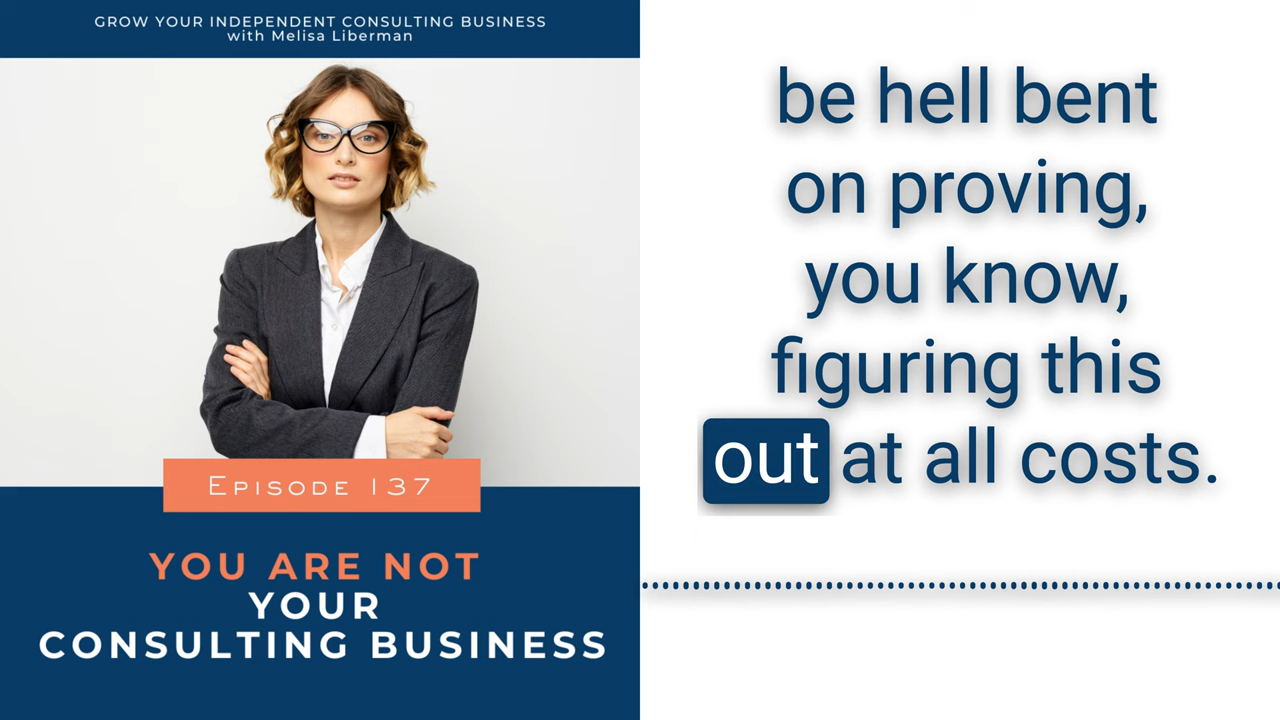 GROW YOUR INDEPENDENT CONSULTING BUSINESS
with Melisa Liberman
EPISODE 137
YOU ARE NOT
YOUR
CONSULTING BUSINESS
be hell bent
on proving,
you know,
figuring this
out at all costs.